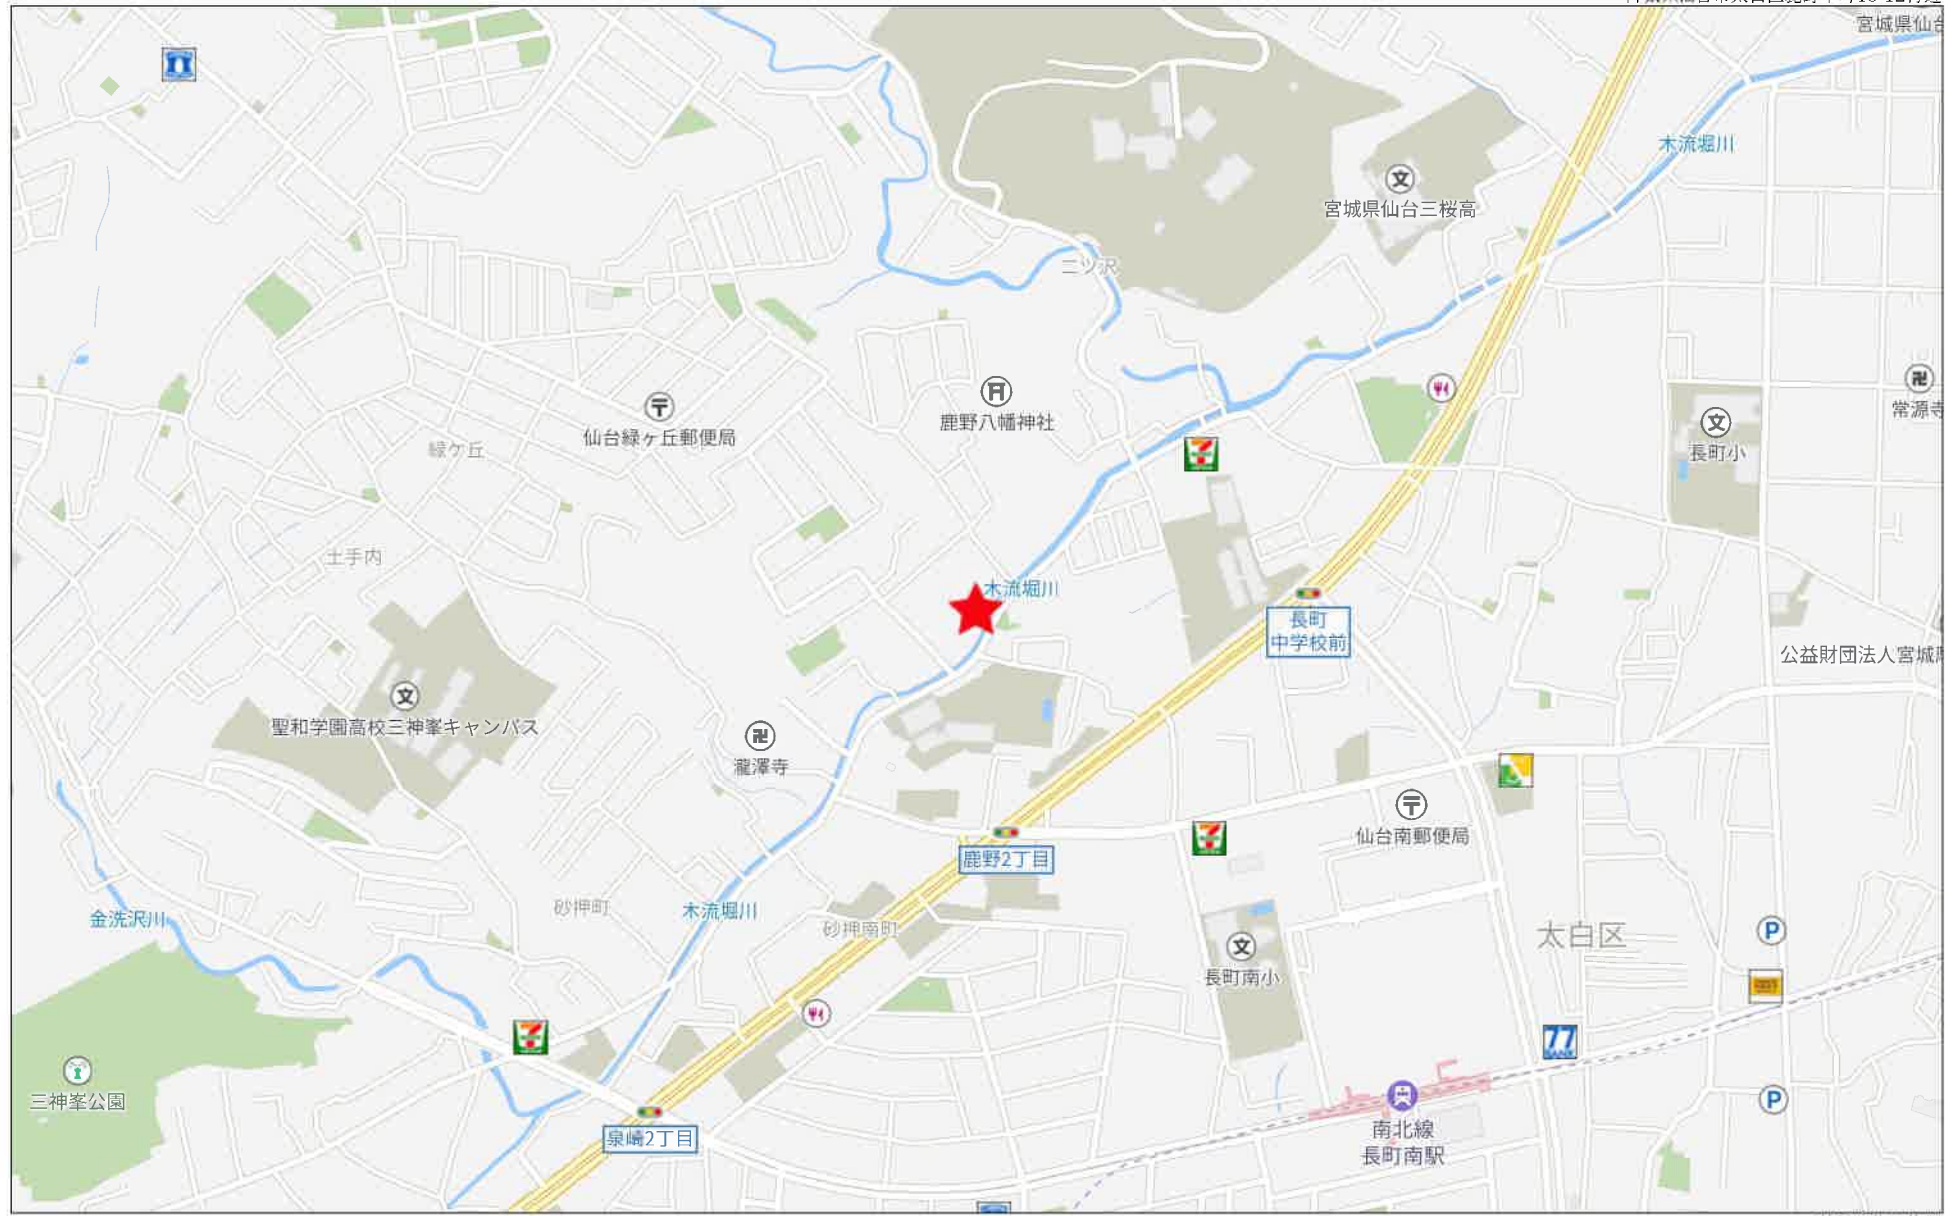 宮城県仙台
木流堀川
宮城県仙台三桜高
二ツ沢
常源寺
鹿野八幡神社
仙台緑ヶ丘郵便局
緑ケ丘
長町小
土手内
木流堀川
長町
中学校前
公益財団法人宮城県
聖和学園高校三神峯キャンパス
瀧澤寺
仙台南郵便局
鹿野2丁目
砂押町
木流堀川
金洗沢川
砂押南町
太白区
長町南小
P
77
BANK
三神峯公園
P
泉崎2丁目
南北線
長町南駅